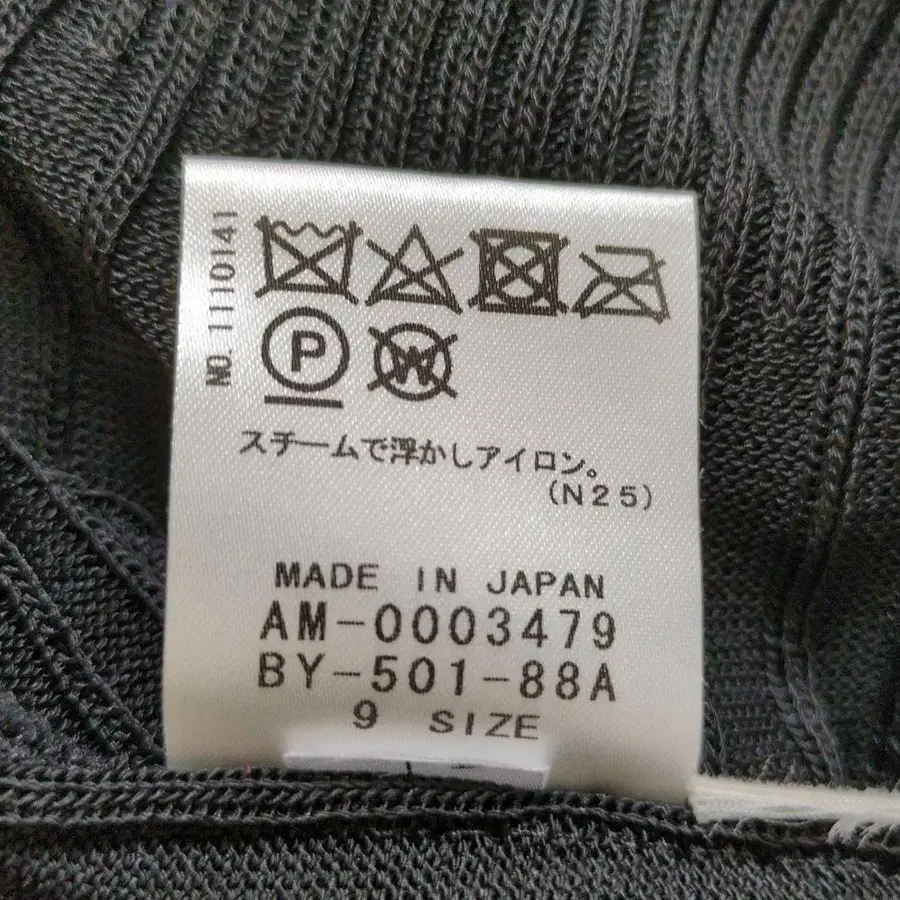 NO. 1110141
P
W
スチームで浮かしアイロン。
(N25)
MADE IN JAPAN
AM-0003479
BY-501-88A
9 SIZE